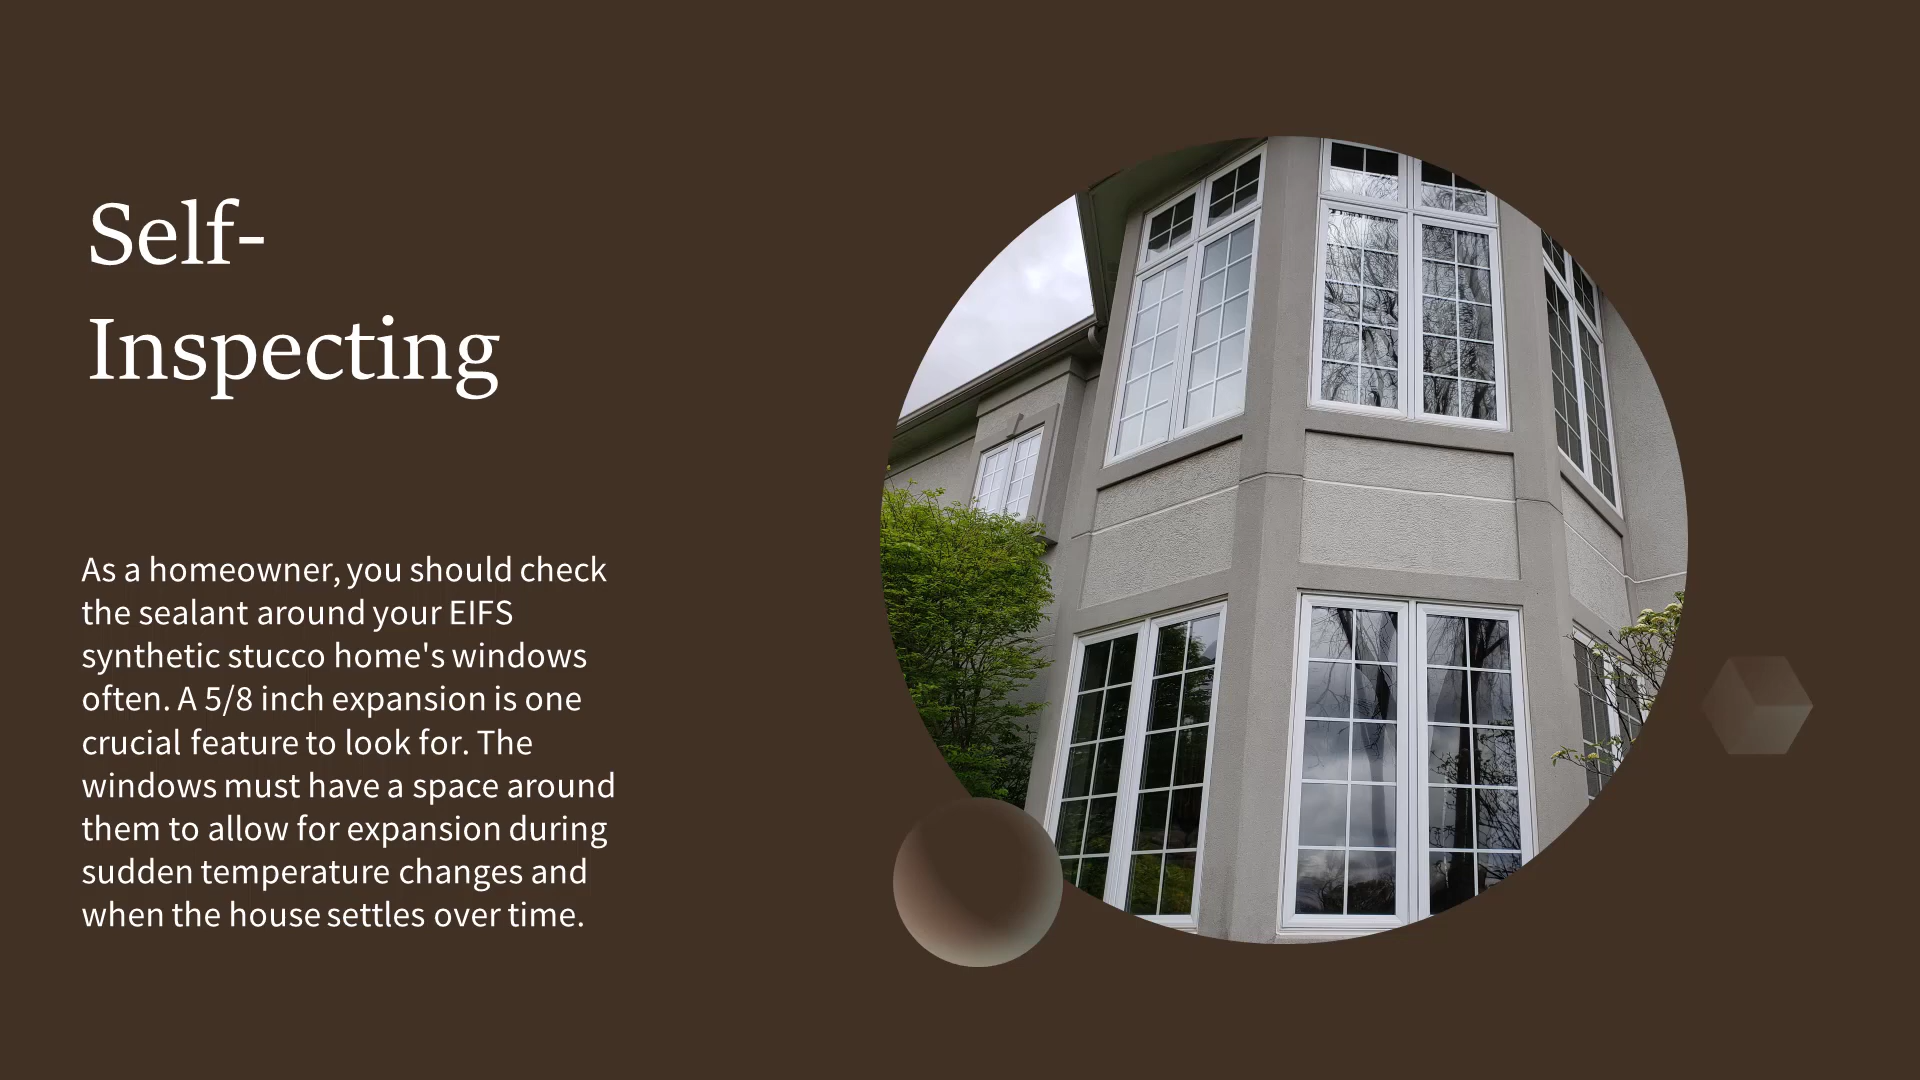 Self-
Inspecting
As a homeowner, you should check
the sealant around your EIFS
synthetic stucco home's windows
often. A 5/8 inch expansion is one
crucial feature to look for. The
windows must have a space around
them to allow for expansion during
sudden temperature changes and
when the house settles over time.